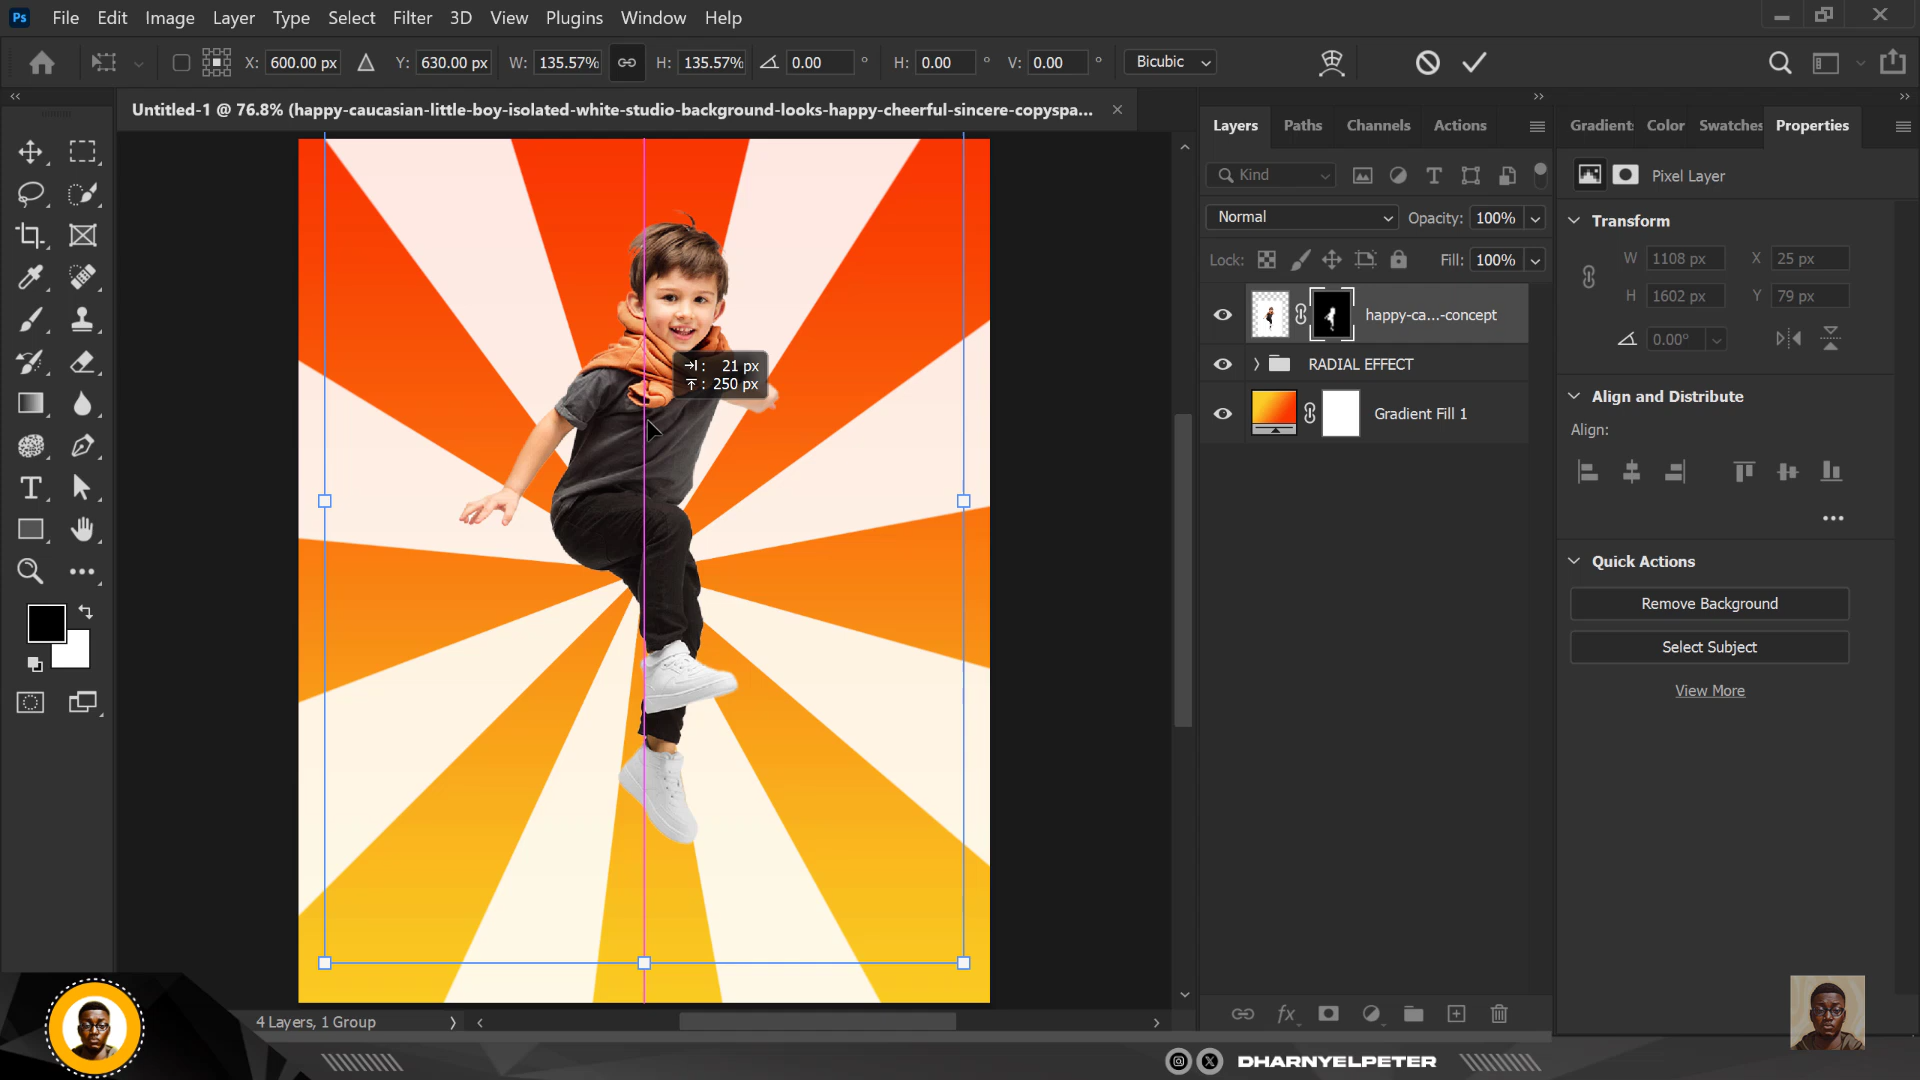 Ps File Edit Image Layer Type Select Filter 3D View Plugins Window Help
X: 600.00 px Y: 630.00 px W: 135.57% H: 135.57% 0.00 ° H: 0.00 ° V: 0.00 ° Bicubic
Untitled-1 @ 76.8% (happy-caucasian-little-boy-isolated-white-studio-background-looks-happy-cheerful-sincere-copyspa...
Layers Paths Channels Actions
Gradient Color Swatches Properties
Kind
Pixel Layer
Normal Opacity: 100%
Lock: Fill: 100%
happy-ca...-concept
RADIAL EFFECT
Gradient Fill 1
Transform
W 1108 px X 25 px
H 1602 px Y 79 px
0.00°
Align and Distribute
Align:
Quick Actions
Remove Background
Select Subject
View More
: 21 px
: 250 px
4 Layers, 1 Group
DHARNYELPETER